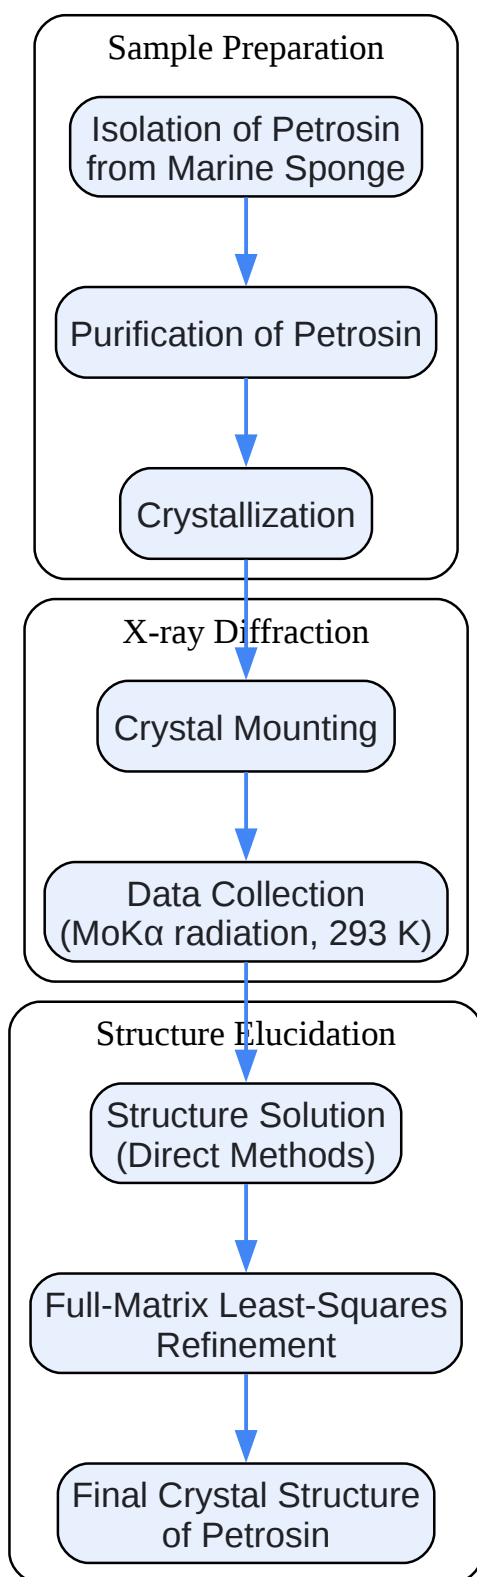 Sample Preparation
Isolation of Petrosin
from Marine Sponge
Purification of Petrosin
Crystallization
X-ray Diffraction
Crystal Mounting
Data Collection
(MoKα radiation, 293 K)
Structure Elucidation
Structure Solution
(Direct Methods)
Full-Matrix Least-Squares
Refinement
Final Crystal Structure
of Petrosin